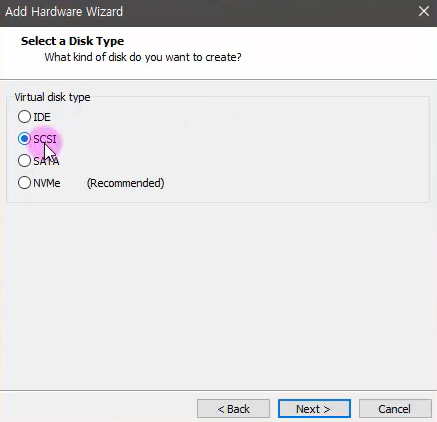 Add Hardware Wizard
Select a Disk Type
What kind of disk do you want to create?
Virtual disk type
IDE
SCSI
SATA
NVMe (Recommended)
< Back Next > Cancel